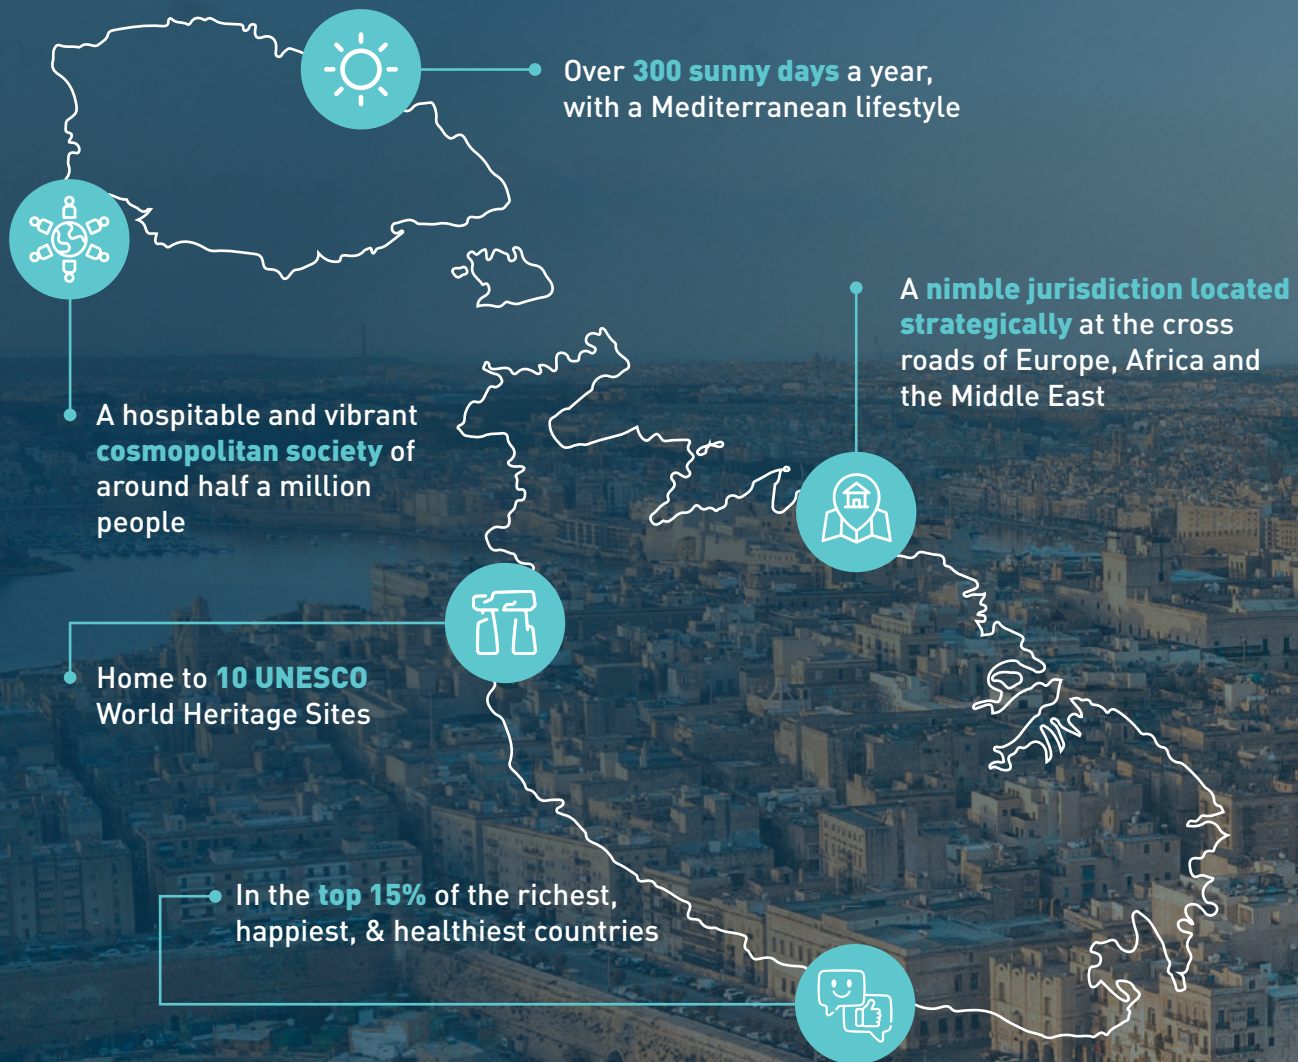 Over 300 sunny days a year,
with a Mediterranean lifestyle
A nimble jurisdiction located
strategically at the cross
roads of Europe, Africa and
the Middle East
A hospitable and vibrant
cosmopolitan society of
around half a million
people
Home to 10 UNESCO
World Heritage Sites
In the top 15% of the richest,
happiest, & healthiest countries